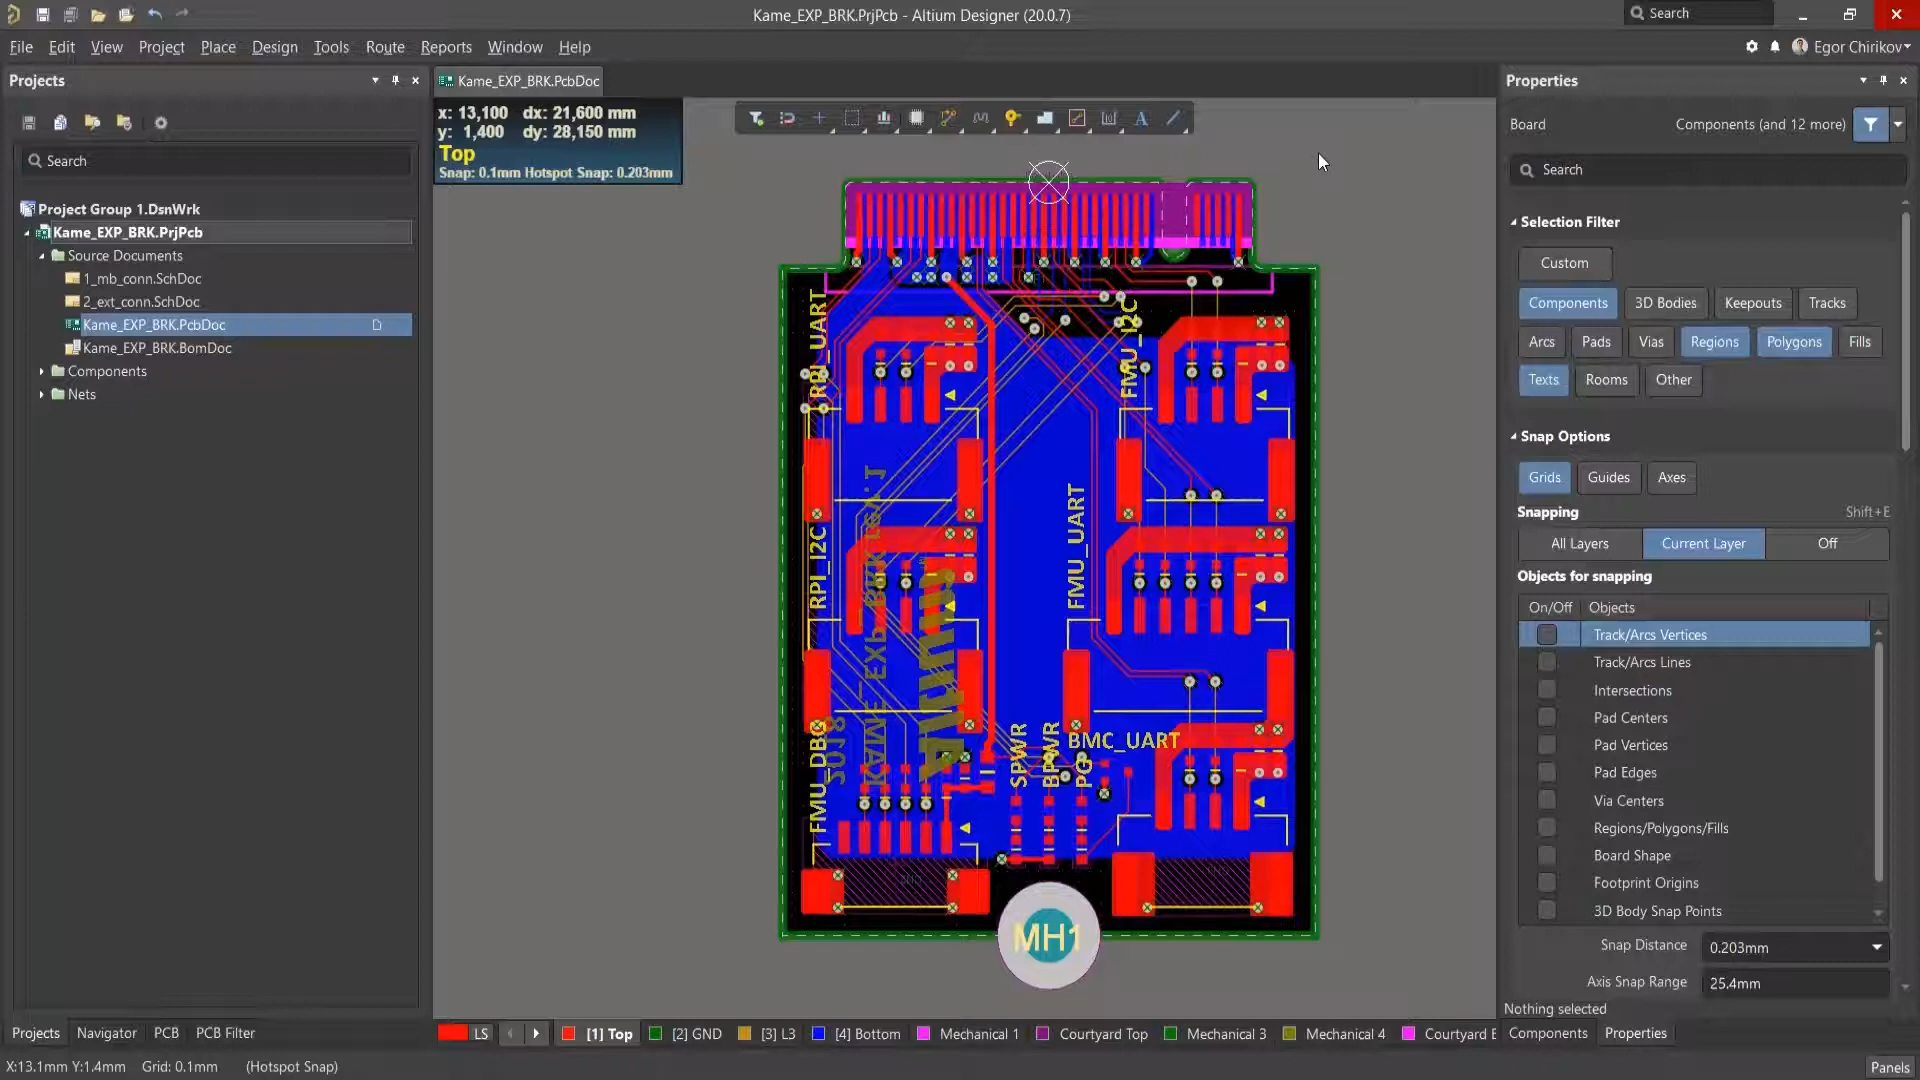 Kame_EXP_BRK.PrjPcb - Altium Designer (20.0.7)
Search
File Edit View Project Place Design Tools Route Reports Window Help
Egor Chirikov
Projects
Search
Project Group 1.DsnWrk
Kame_EXP_BRK.PrjPcb
Source Documents
1_mb_conn.SchDoc
2_ext_conn.SchDoc
Kame_EXP_BRK.PcbDoc
Kame_EXP_BRK.BomDoc
Components
Nets
Kame_EXP_BRK.PcbDoc
x: 13,100 dx: 21,600 mm
y: 1,400 dy: 28,150 mm
Top
Snap: 0.1mm Hotspot Snap: 0.203mm
RPI_UART
FMU_I2C
RPI_I2C
FMU_UART
FMU_DBG
2018
SPWR
BPWR
PG
BMC_UART
MH1
Properties
Board
Components (and 12 more)
Search
Selection Filter
Custom
Components 3D Bodies Keepouts Tracks
Arcs Pads Vias Regions Polygons Fills
Texts Rooms Other
Snap Options
Grids Guides Axes
Snapping Shift+E
All Layers Current Layer Off
Objects for snapping
On/Off Objects
Track/Arcs Vertices
Track/Arcs Lines
Intersections
Pad Centers
Pad Vertices
Pad Edges
Via Centers
Regions/Polygons/Fills
Board Shape
Footprint Origins
3D Body Snap Points
Snap Distance 0.203mm
Axis Snap Range 25.4mm
Nothing selected
Components Properties
Projects Navigator PCB PCB Filter
LS [1] Top [2] GND [3] L3 [4] Bottom Mechanical 1 Courtyard Top Mechanical 3 Mechanical 4 Courtyard
X:13.1mm Y:1.4mm Grid: 0.1mm (Hotspot Snap)
Panels